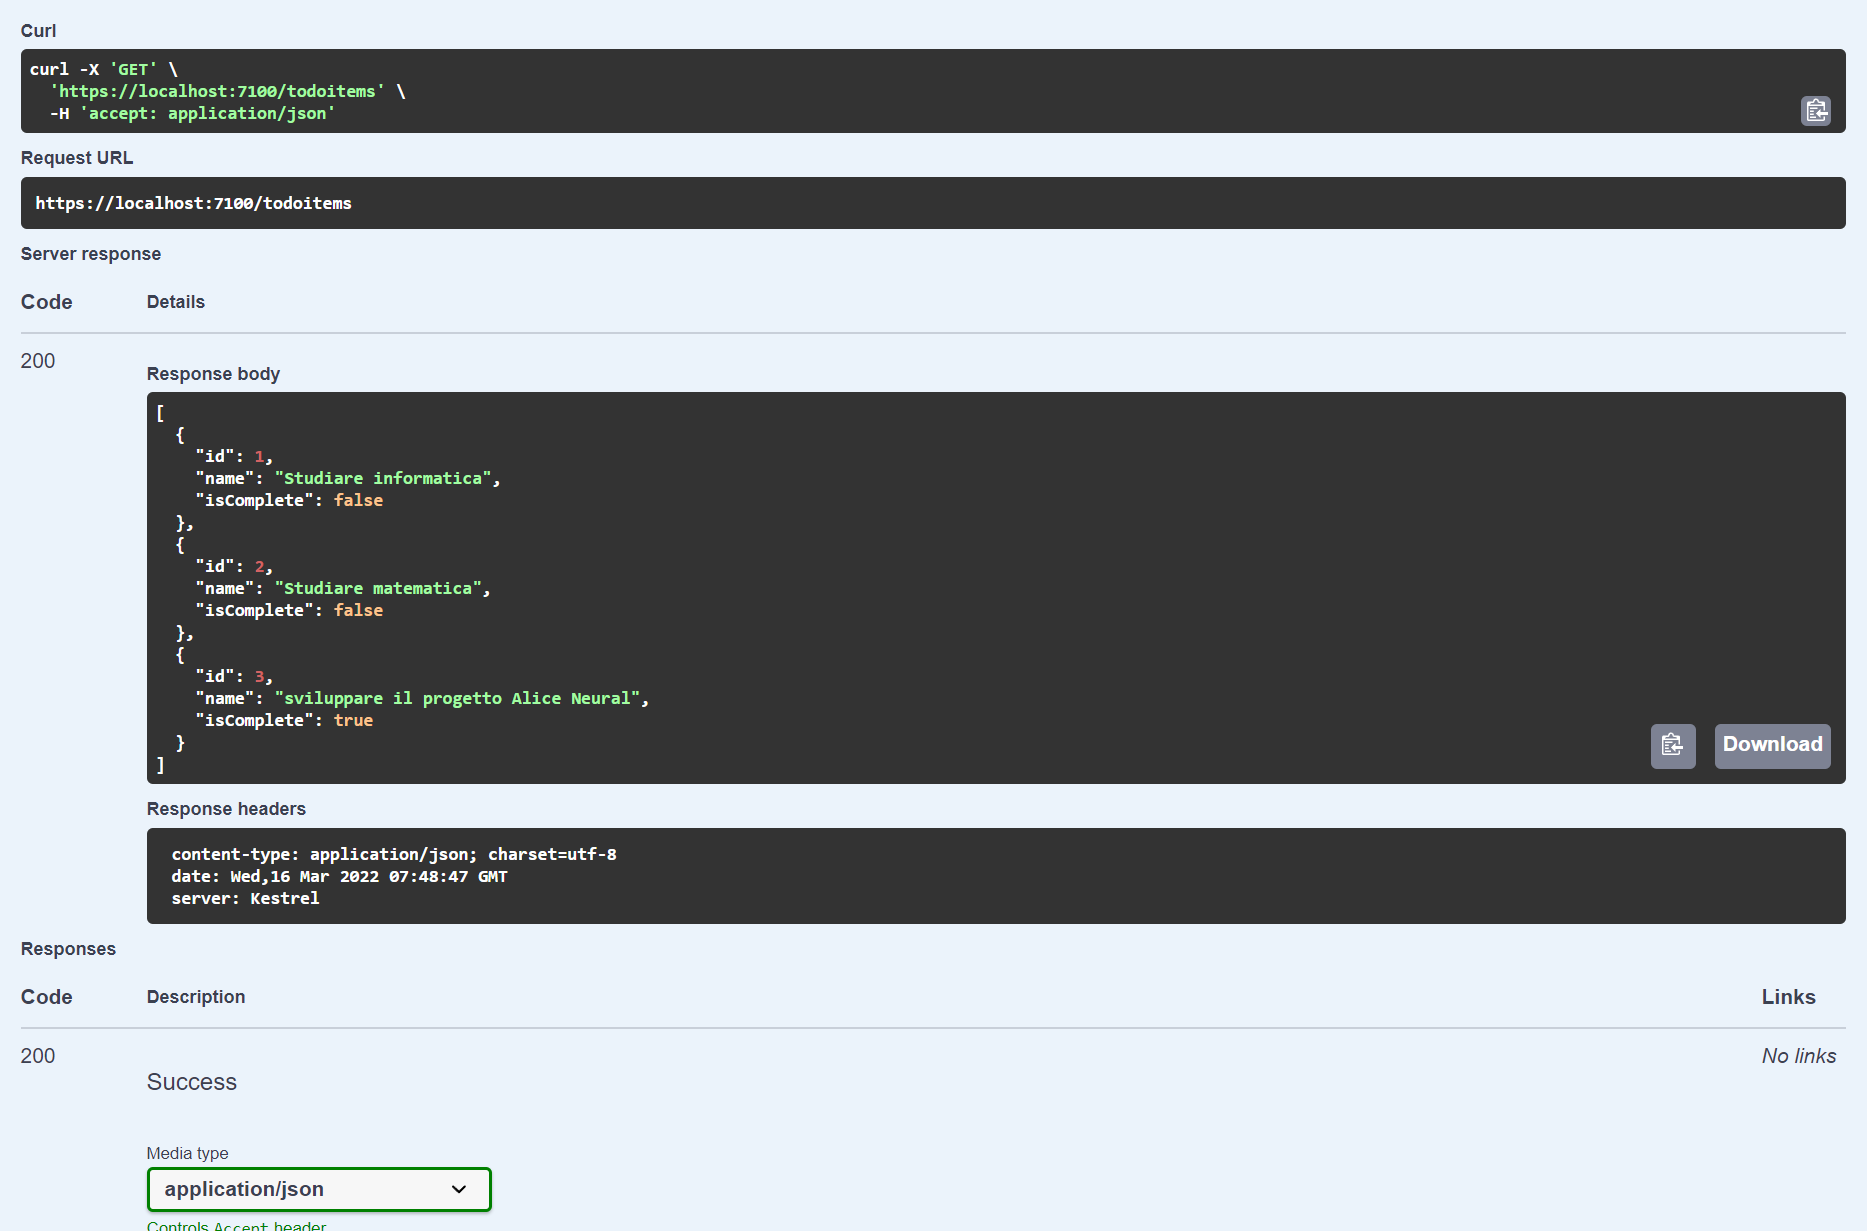 Curl
curl -X 'GET' \
  'https://localhost:7100/todoitems' \
  -H 'accept: application/json'
Request URL
https://localhost:7100/todoitems
Server response
Code Details
200
Response body
[
  {
    "id": 1,
    "name": "Studiare informatica",
    "isComplete": false
  },
  {
    "id": 2,
    "name": "Studiare matematica",
    "isComplete": false
  },
  {
    "id": 3,
    "name": "sviluppare il progetto Alice Neural",
    "isComplete": true
  }
]
Download
Response headers
content-type: application/json; charset=utf-8
date: Wed,16 Mar 2022 07:48:47 GMT
server: Kestrel
Responses
Code Description Links
200 No links
Success
Media type
application/json
Controls Accept header